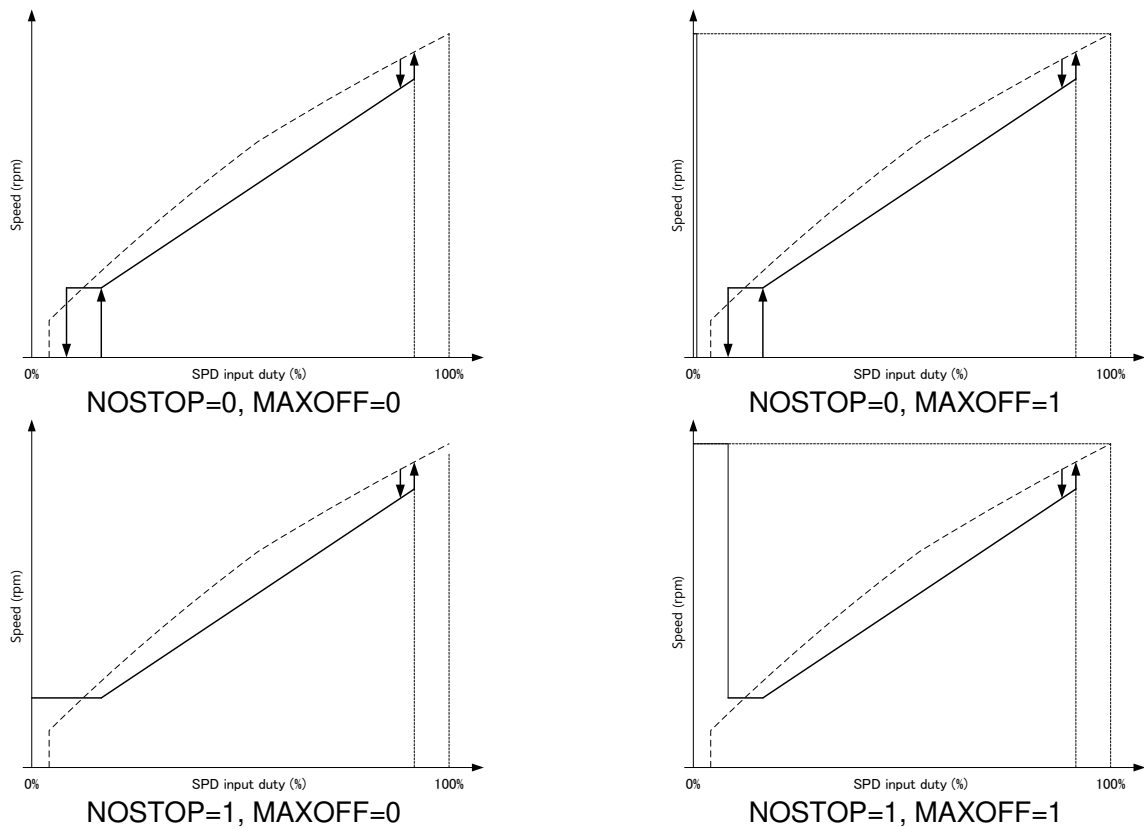 Speed (rpm)
0%
SPD input duty (%)
100%
NOSTOP=0, MAXOFF=0
Speed (rpm)
0%
SPD input duty (%)
100%
NOSTOP=0, MAXOFF=1
Speed (rpm)
0%
SPD input duty (%)
100%
NOSTOP=1, MAXOFF=0
Speed (rpm)
0%
SPD input duty (%)
100%
NOSTOP=1, MAXOFF=1